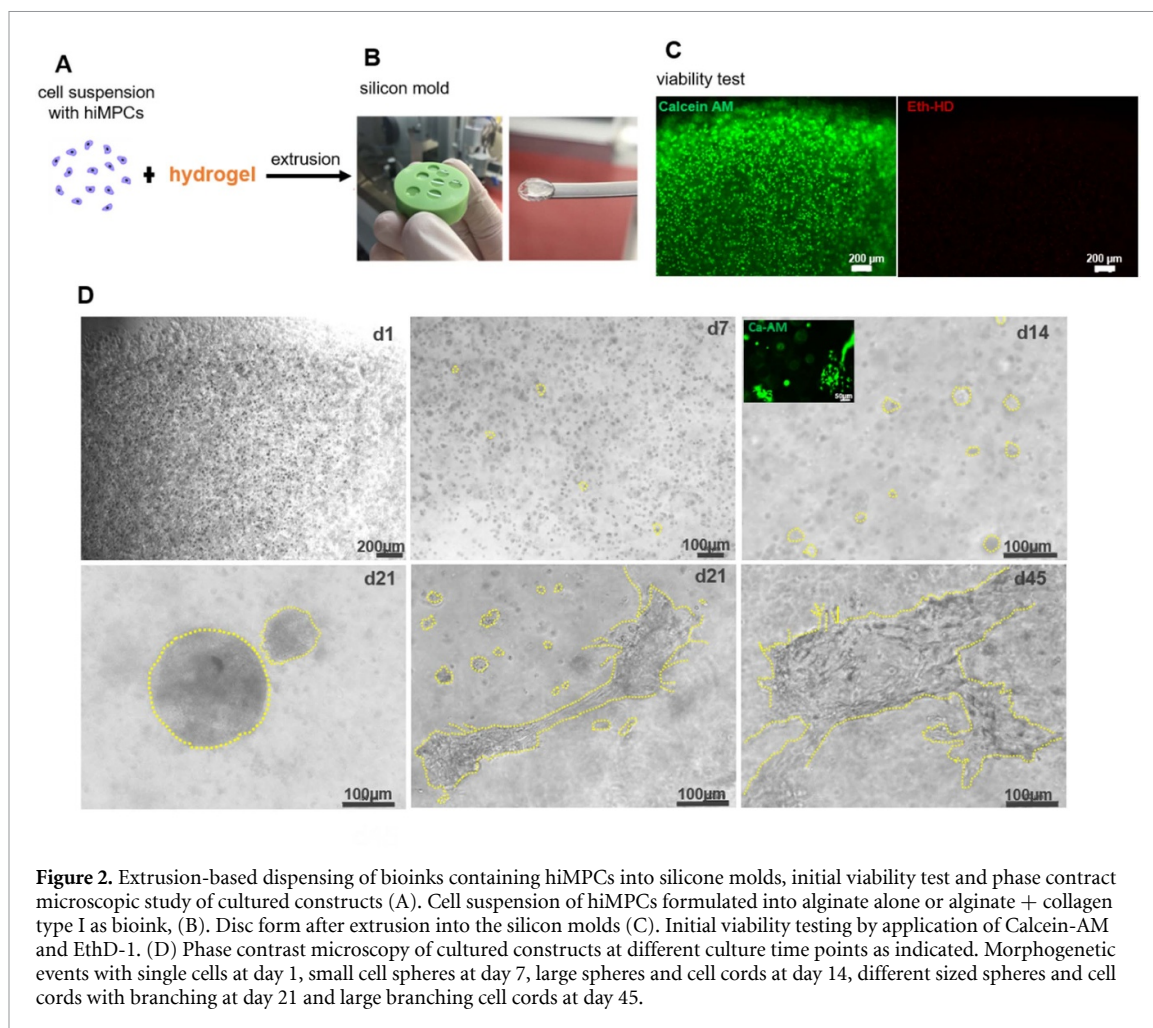 A
cell suspension
with hiMPCs
+ hydrogel
extrusion
B
silicon mold
C
viability test
Calcein AM
200 µm
Eth-HD
200 µm
D
d1
200µm
d7
100µm
Ca-AM
50µm
d14
100µm
d21
100µm
d21
100µm
d45
100µm
Figure 2. Extrusion-based dispensing of bioinks containing hiMPCs into silicone molds, initial viability test and phase contract
microscopic study of cultured constructs (A). Cell suspension of hiMPCs formulated into alginate alone or alginate + collagen
type I as bioink, (B). Disc form after extrusion into the silicon molds (C). Initial viability testing by application of Calcein-AM
and EthD-1. (D) Phase contrast microscopy of cultured constructs at different culture time points as indicated. Morphogenetic
events with single cells at day 1, small cell spheres at day 7, large spheres and cell cords at day 14, different sized spheres and cell
cords with branching at day 21 and large branching cell cords at day 45.